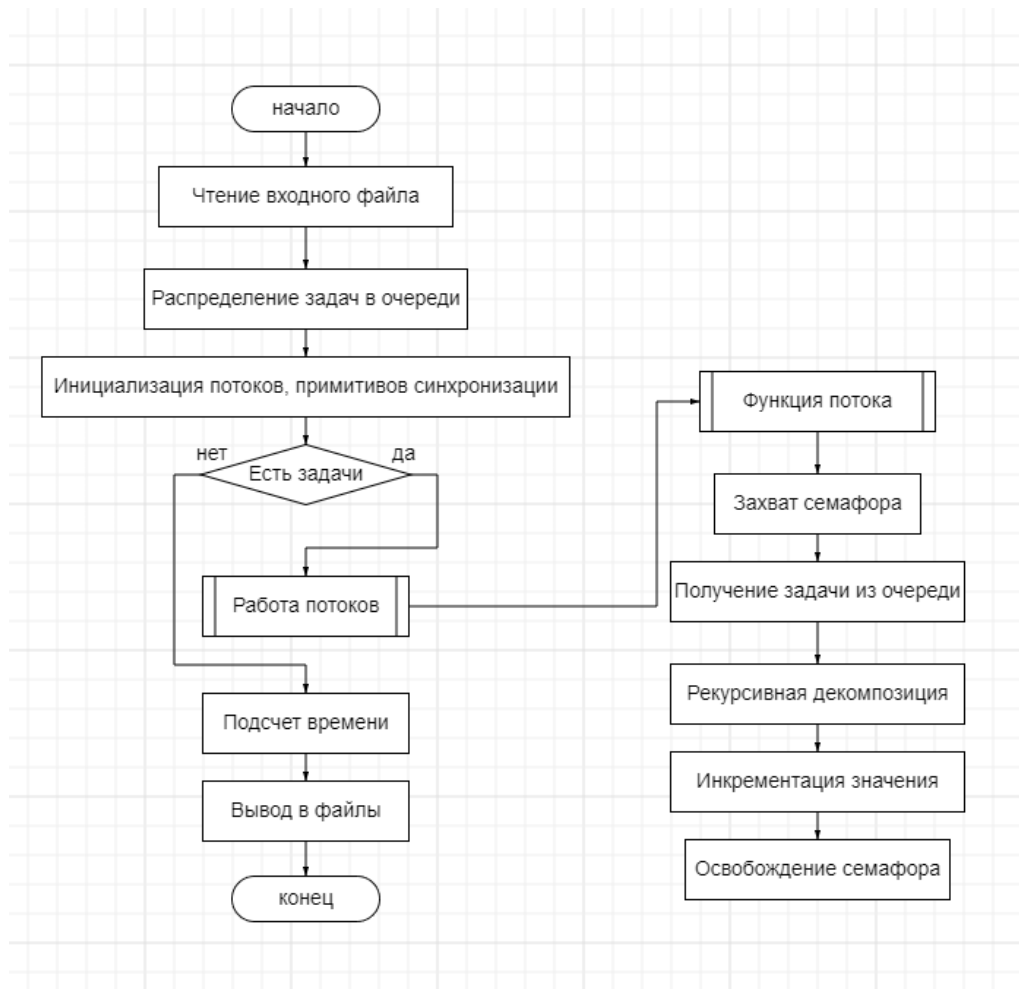 начало
Чтение входного файла
Распределение задач в очереди
Инициализация потоков, примитивов синхронизации
нет
да
Есть задачи
Работа потоков
Подсчет времени
Вывод в файлы
конец
Функция потока
Захват семафора
Получение задачи из очереди
Рекурсивная декомпозиция
Инкрементация значения
Освобождение семафора